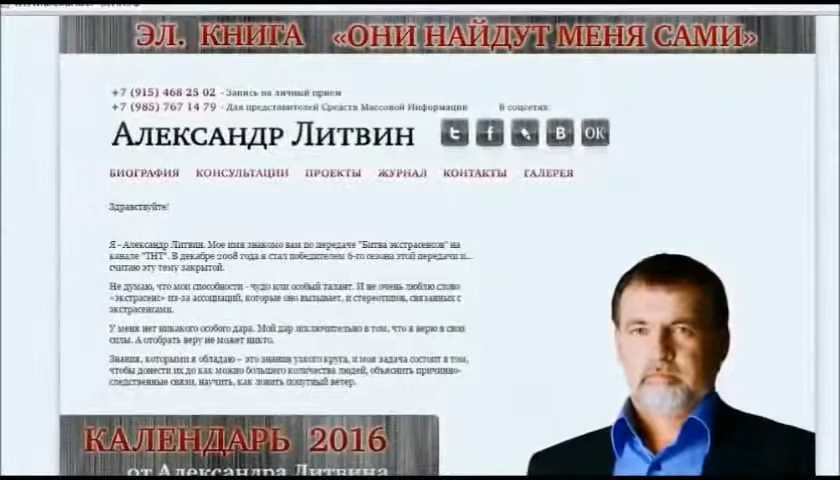 ЭЛ. КНИГА «ОНИ НАЙДУТ МЕНЯ САМИ»
+7 (915) 468 25 02 - Запись на личный прием
+7 (985) 767 14 79 - Для представителей Средств Массовой Информации В соцсетях:
АЛЕКСАНДР ЛИТВИН
t f В ОК
БИОГРАФИЯ КОНСУЛЬТАЦИИ ПРОЕКТЫ ЖУРНАЛ КОНТАКТЫ ГАЛЕРЕЯ
Здравствуйте!
Я - Александр Литвин. Мое имя знакомо вам по передаче "Битва экстрасенсов" на
канале "ТНТ". В декабре 2008 года я стал победителем 6-го сезона этой передачи и...
считаю эту тему закрытой.
Не думаю, что мои способности - чудо или особый талант. И не очень люблю слово
«экстрасенс» из-за ассоциаций, которые оно вызывает, и стереотипов, связанных с
экстрасенсами.
У меня нет никакого особого дара. Мой дар исключительно в том, что я верю в свои
силы. А отобрать веру не может никто.
Знания, которыми я обладаю – это знания узкого круга, и моя задача состоит в том,
чтобы донести их до как можно большего количества людей, объяснить причинно-
следственные связи, научить, как ловить попутный ветер.
КАЛЕНДАРЬ 2016
от Александра Литвина